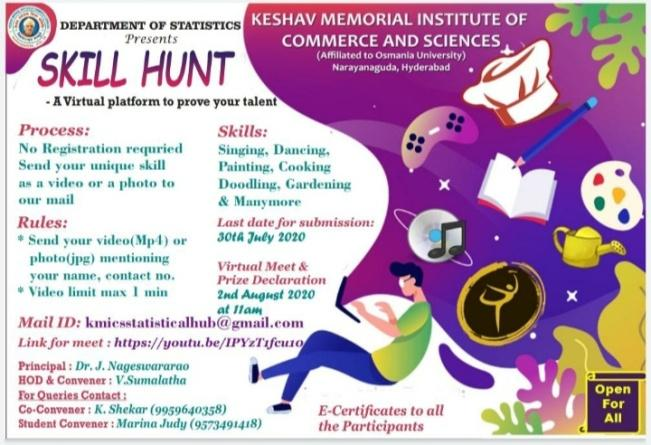 DEPARTMENT OF STATISTICS
Presents
SKILL HUNT
- A Virtual platform to prove your talent
KESHAV MEMORIAL INSTITUTE OF
COMMERCE AND SCIENCES
(Affiliated to Osmania University)
Narayanaguda, Hyderabad
Process:
No Registration requried
Send your unique skill
as a video or a photo to
our mail
Rules:
* Send your video(Mp4) or
photo(jpg) mentioning
your name, contact no.
* Video limit max 1 min
Skills:
Singing, Dancing,
Painting, Cooking
Doodling, Gardening
& Manymore
Last date for submission:
30th July 2020
Virtual Meet &
Prize Declaration
2nd August 2020
at 11am
Mail ID: kmicsstatisticalhub@gmail.com
Link for meet : https://youtu.be/IPYzT1fcu10
Principal : Dr. J. Nageswararao
HOD & Convener : V.Sumalatha
For Queries Contact :
Co-Convener : K. Shekar (9959640358)
Student Convener : Marina Judy (9573491418)
E-Certificates to all
the Participants
Open
For
All